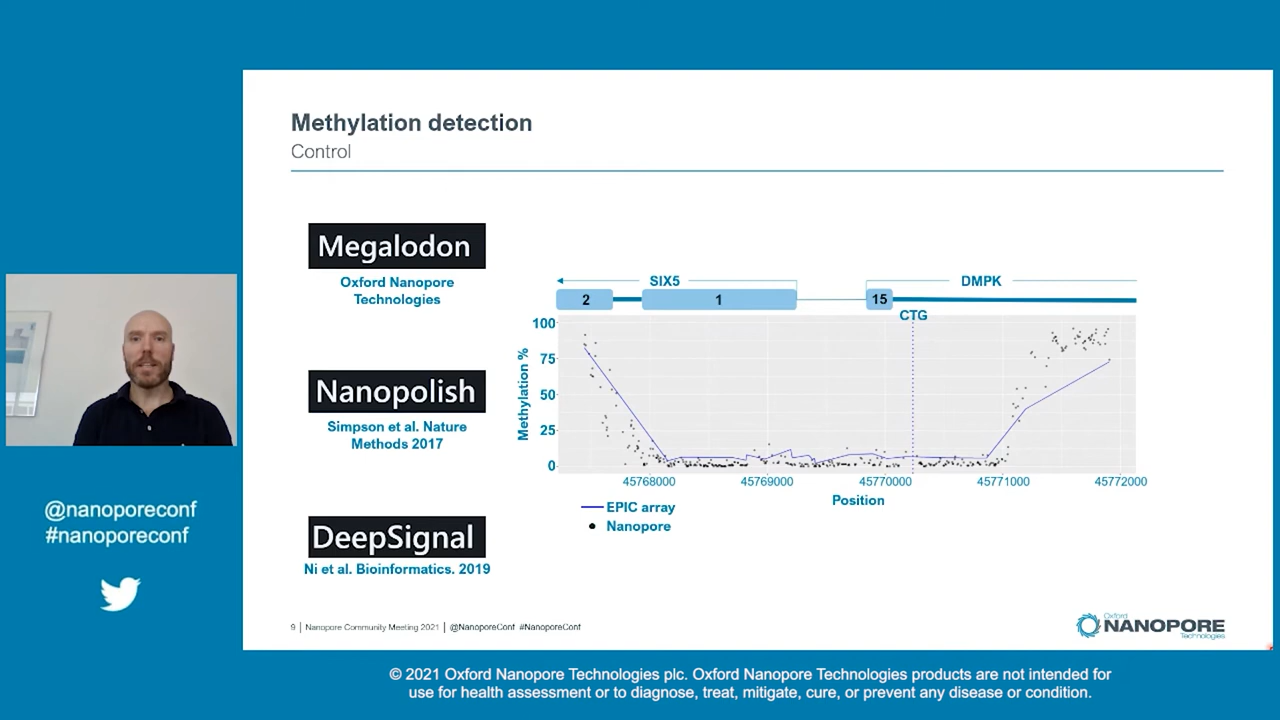 Methylation detection
Control
Megalodon
Oxford Nanopore
Technologies
Nanopolish
Simpson et al. Nature
Methods 2017
DeepSignal
Ni et al. Bioinformatics. 2019
SIX5
DMPK
2
1
15
CTG
Methylation %
100
75
50
25
0
45768000
45769000
45770000
45771000
45772000
Position
EPIC array
Nanopore
@nanoporeconf
#nanoporeconf
9 | Nanopore Community Meeting 2021 | @NanoporeConf #NanoporeConf
Oxford
NANOPORE
Technologies
© 2021 Oxford Nanopore Technologies plc. Oxford Nanopore Technologies products are not intended for
use for health assessment or to diagnose, treat, mitigate, cure, or prevent any disease or condition.